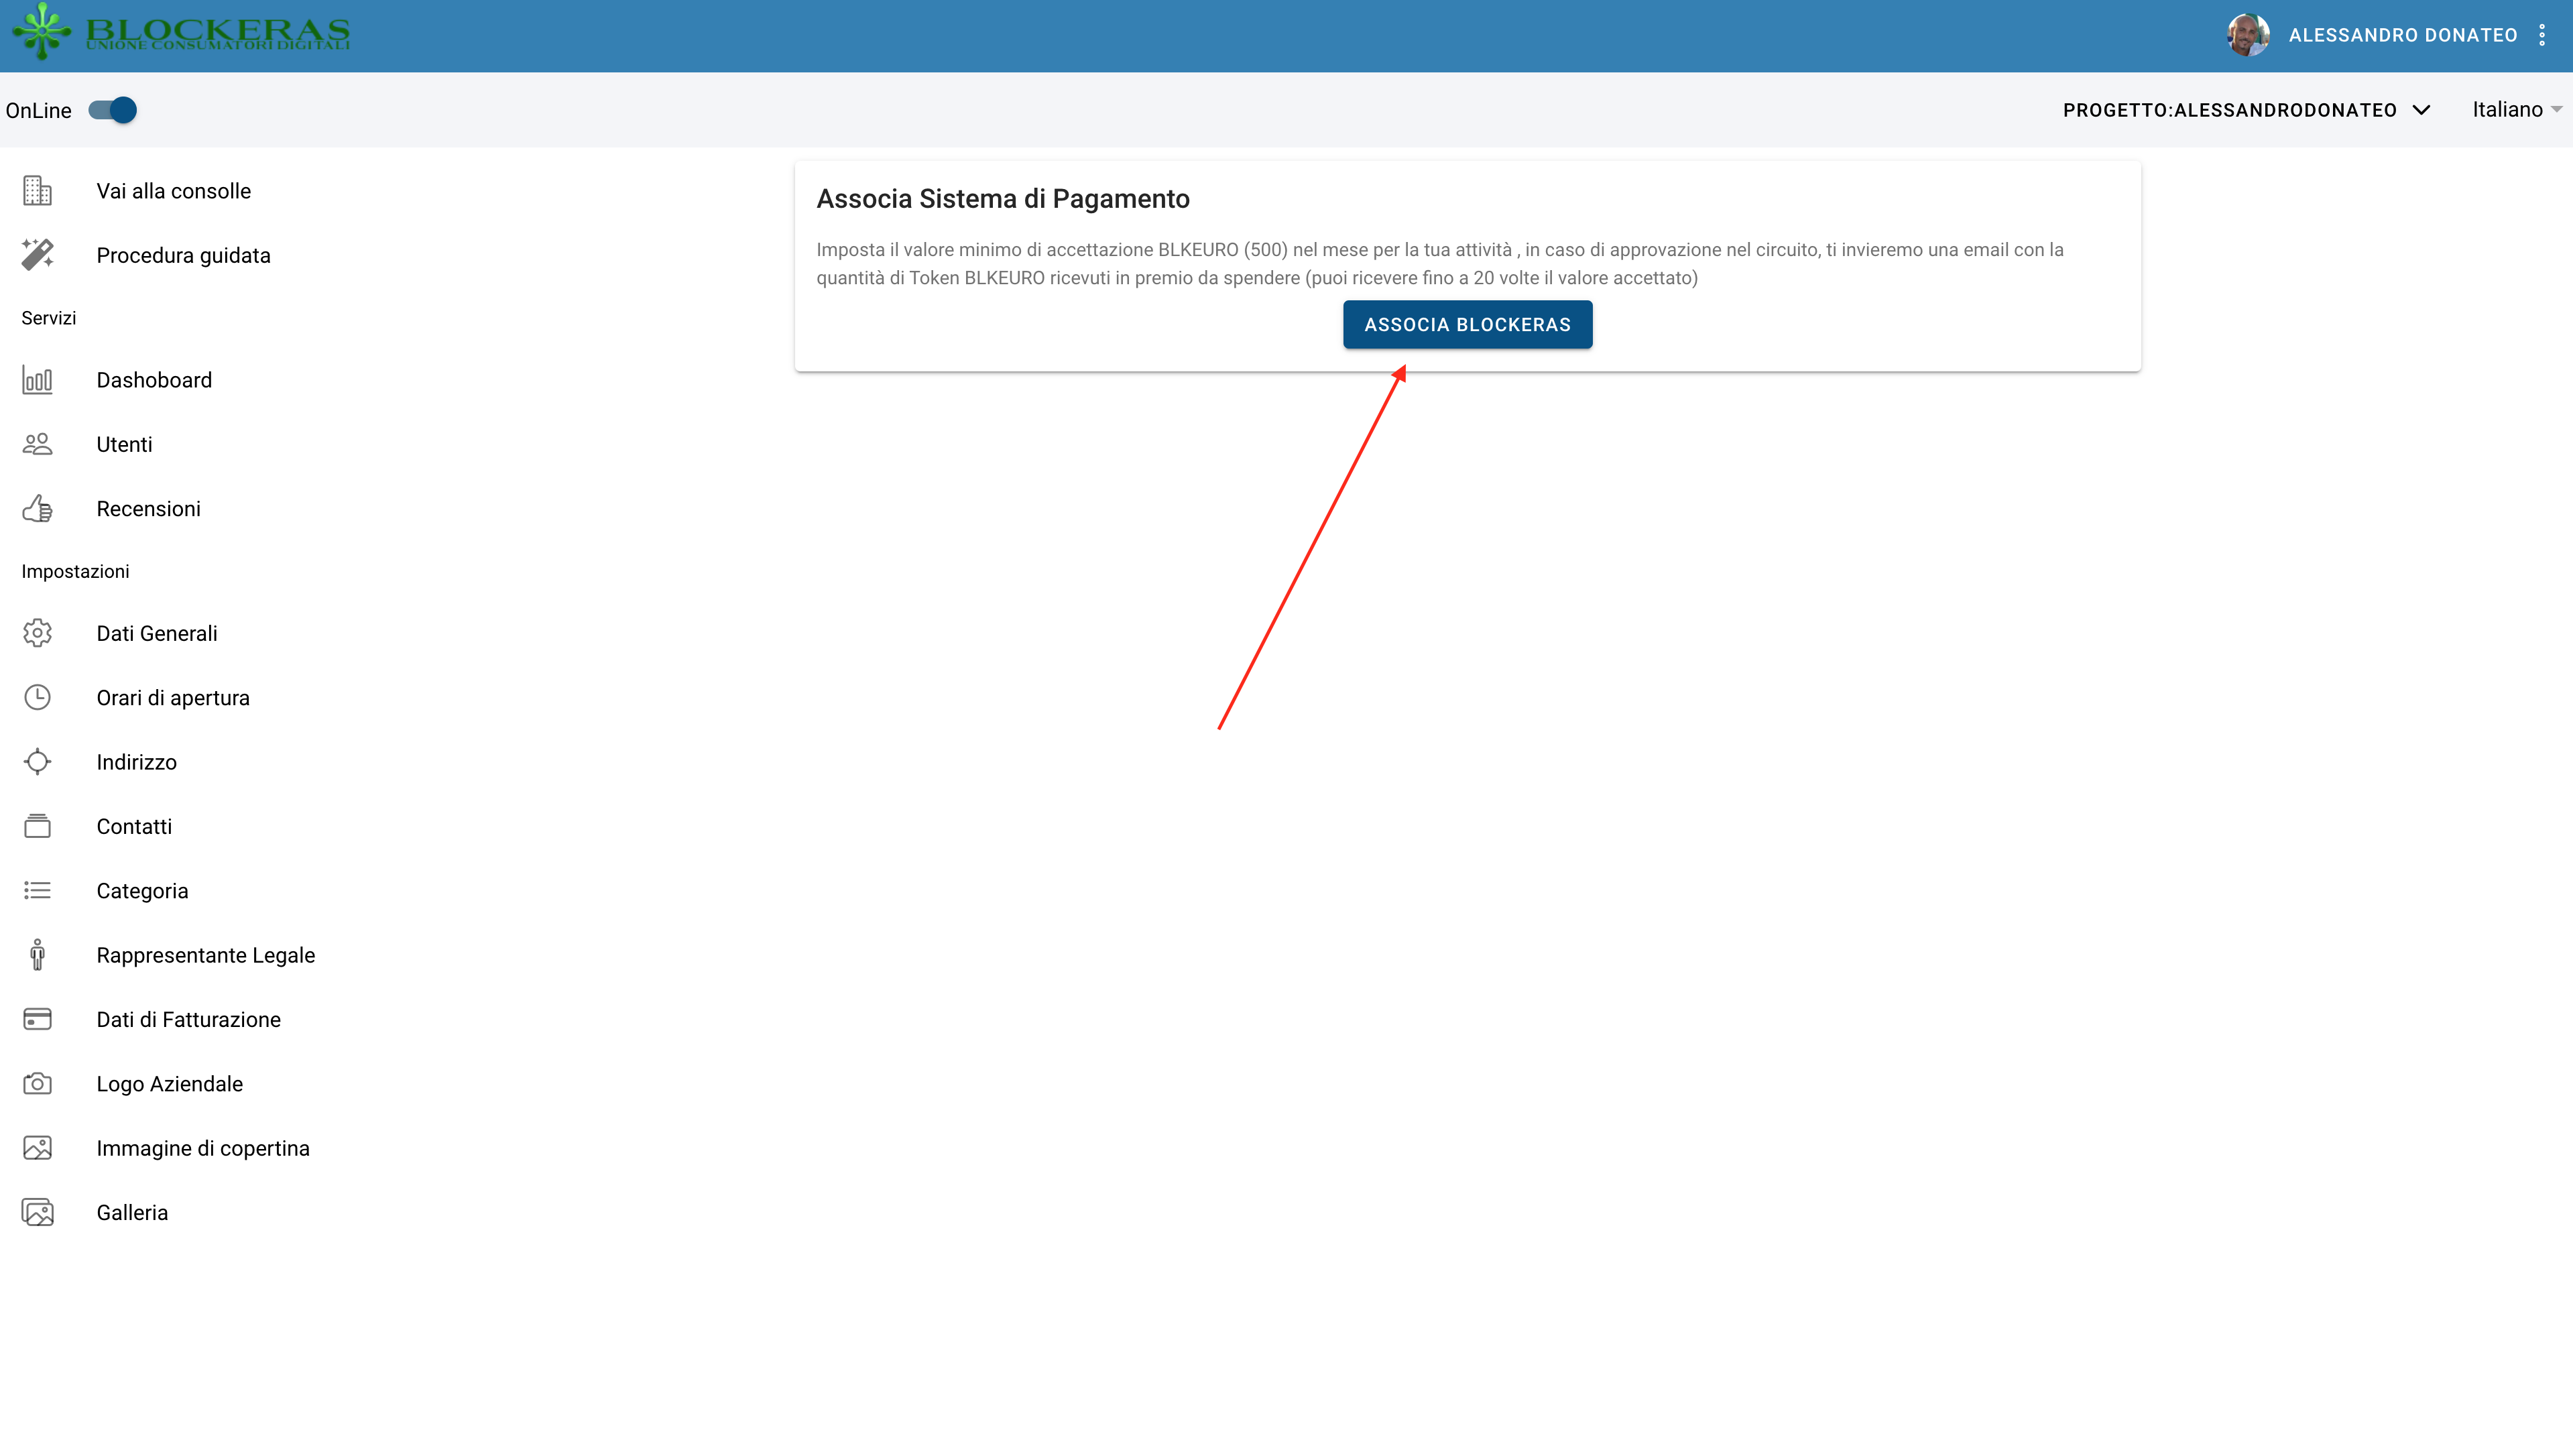 BLOCKERAS
UNIONE CONSUMATORI DIGITALI
ALESSANDRO DONATEO
OnLine
PROGETTO:ALESSANDRODONATEO
Italiano
Vai alla consolle
Procedura guidata
Servizi
Dashoboard
Utenti
Recensioni
Impostazioni
Dati Generali
Orari di apertura
Indirizzo
Contatti
Categoria
Rappresentante Legale
Dati di Fatturazione
Logo Aziendale
Immagine di copertina
Galleria
Associa Sistema di Pagamento
Imposta il valore minimo di accettazione BLKEURO (500) nel mese per la tua attività , in caso di approvazione nel circuito, ti invieremo una email con la
quantità di Token BLKEURO ricevuti in premio da spendere (puoi ricevere fino a 20 volte il valore accettato)
ASSOCIA BLOCKERAS